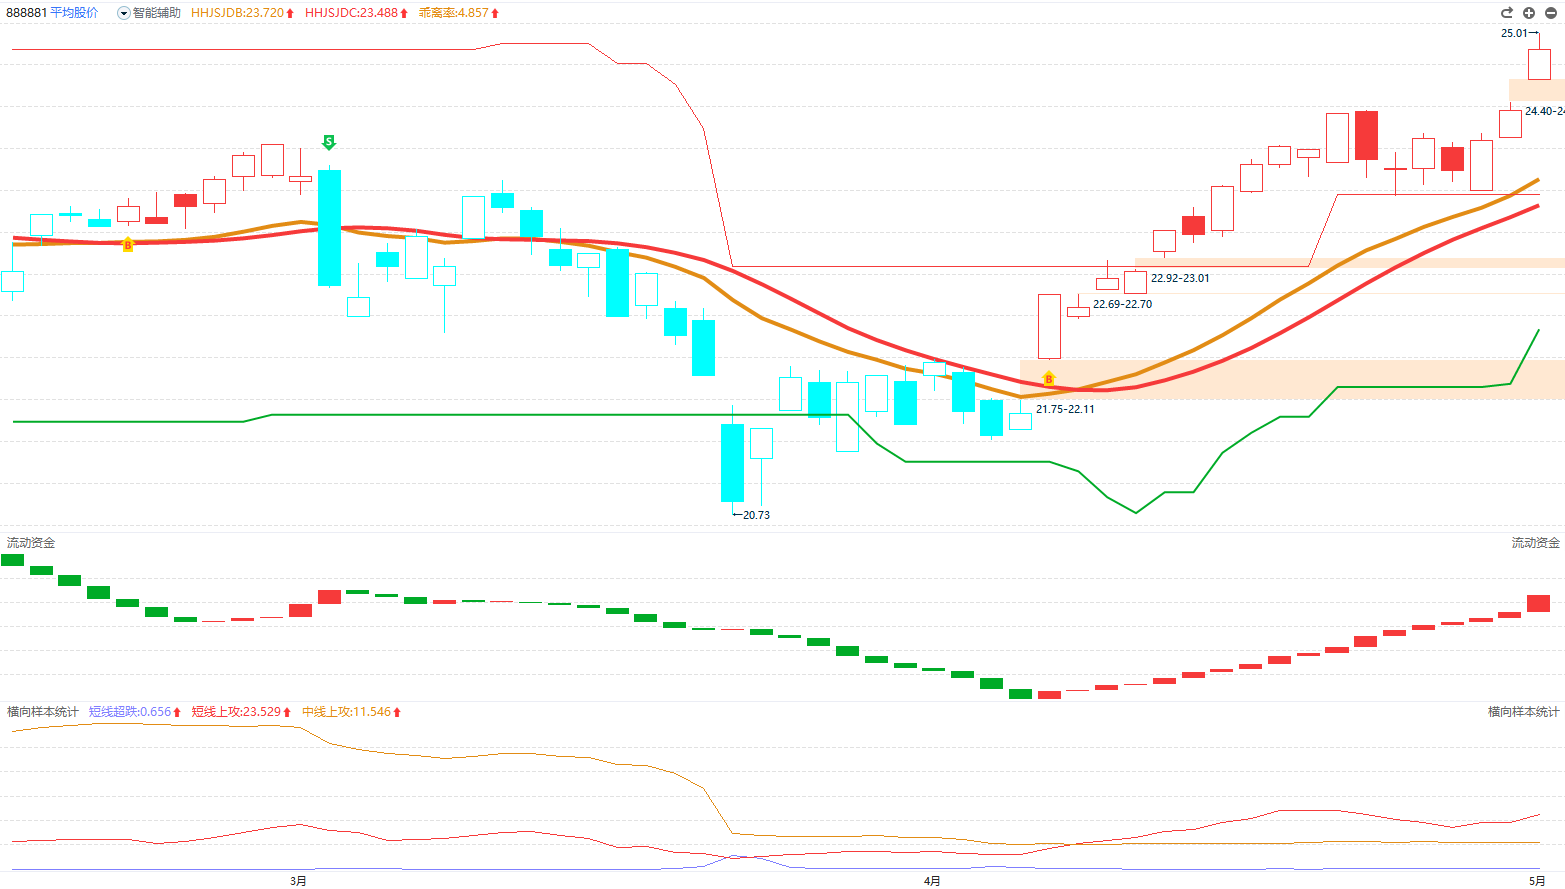 888881 平均股价 智能辅助 HHJSJDB:23.720 HHJSJDC:23.488 乖离率:4.857
25.01→
24.40-24
S
B
22.92-23.01
22.69-22.70
B
21.75-22.11
←20.73
流动资金 流动资金
横向样本统计 短线超跌:0.656 短线上攻:23.529 中线上攻:11.546 横向样本统计
3月 4月 5月